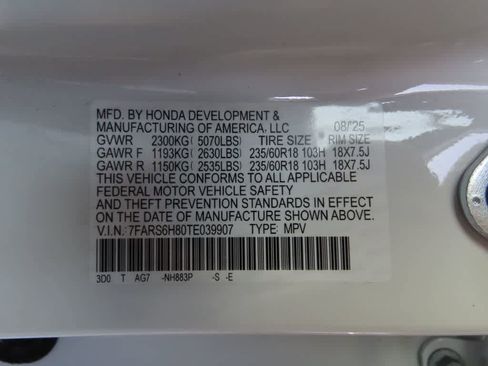 MFD. BY HONDA DEVELOPMENT &
MANUFACTURING OF AMERICA, LLC 08/'25
GVWR 2300KG ( 5070LBS) TIRE SIZE RIM SIZE
GAWR F 1193KG ( 2630LBS) 235/60R18 103H 18X7.5J
GAWR R 1150KG ( 2535LBS) 235/60R18 103H 18X7.5J
THIS VEHICLE CONFORMS TO ALL APPLICABLE
FEDERAL MOTOR VEHICLE SAFETY
AND THEFT PREVENTION STANDARDS IN EFFECT
ON THE DATE OF MANUFACTURE SHOWN ABOVE.
V.I.N.:7FARS6H80TE039907 TYPE: MPV
3D0 T AG7 -NH883P -S -E